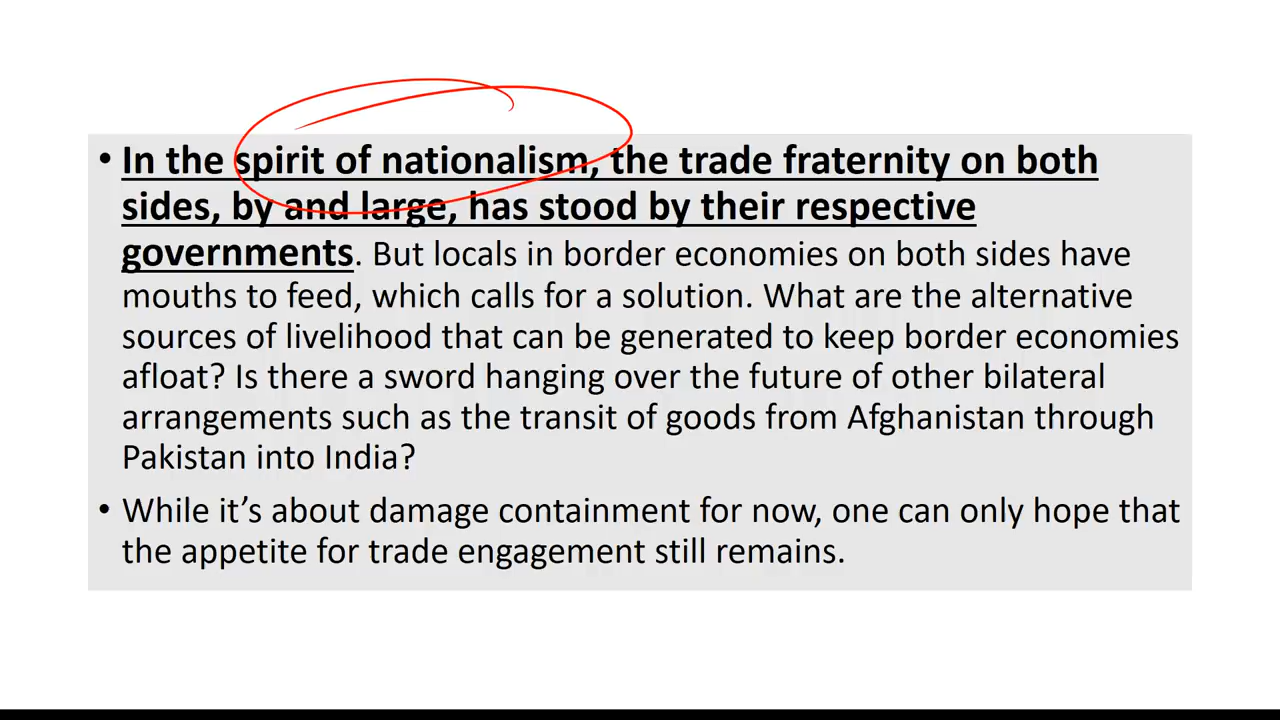 • In the spirit of nationalism, the trade fraternity on both
sides, by and large, has stood by their respective
governments. But locals in border economies on both sides have
mouths to feed, which calls for a solution. What are the alternative
sources of livelihood that can be generated to keep border economies
afloat? Is there a sword hanging over the future of other bilateral
arrangements such as the transit of goods from Afghanistan through
Pakistan into India?
• While it’s about damage containment for now, one can only hope that
the appetite for trade engagement still remains.